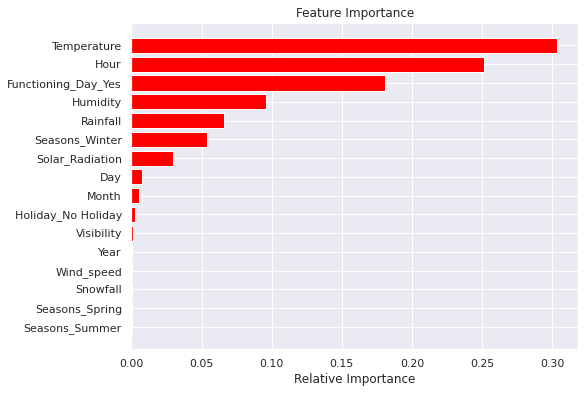 Feature Importance
Temperature
Hour
Functioning_Day_Yes
Humidity
Rainfall
Seasons_Winter
Solar_Radiation
Day
Month
Holiday_No Holiday
Visibility
Year
Wind_speed
Snowfall
Seasons_Spring
Seasons_Summer
0.00 0.05 0.10 0.15 0.20 0.25 0.30
Relative Importance